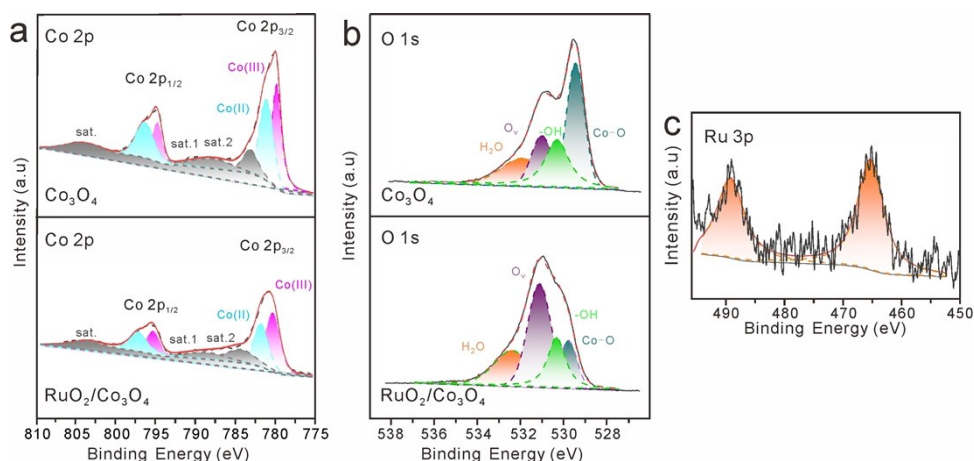 a
Co 2p
Co 2p3/2
Co(III)
Co 2p1/2
Co(II)
sat.
sat.1
sat.2
Co3O4
Co 2p
Co 2p3/2
Co(III)
Co 2p1/2
Co(II)
sat.
sat.1
sat.2
RuO2/Co3O4
Intensity (a.u)
810 805 800 795 789 782 780 775
Binding Energy (eV)
b
O 1s
Ov
-OH
H2O
Co-O
Co3O4
O 1s
Ov
-OH
H2O
Co-O
RuO2/Co3O4
Intensity (a.u)
538 536 534 532 530 528
Binding Energy (eV)
c
Ru 3p
Intensity (a.u)
490 480 470 460 450
Binding Energy (eV)